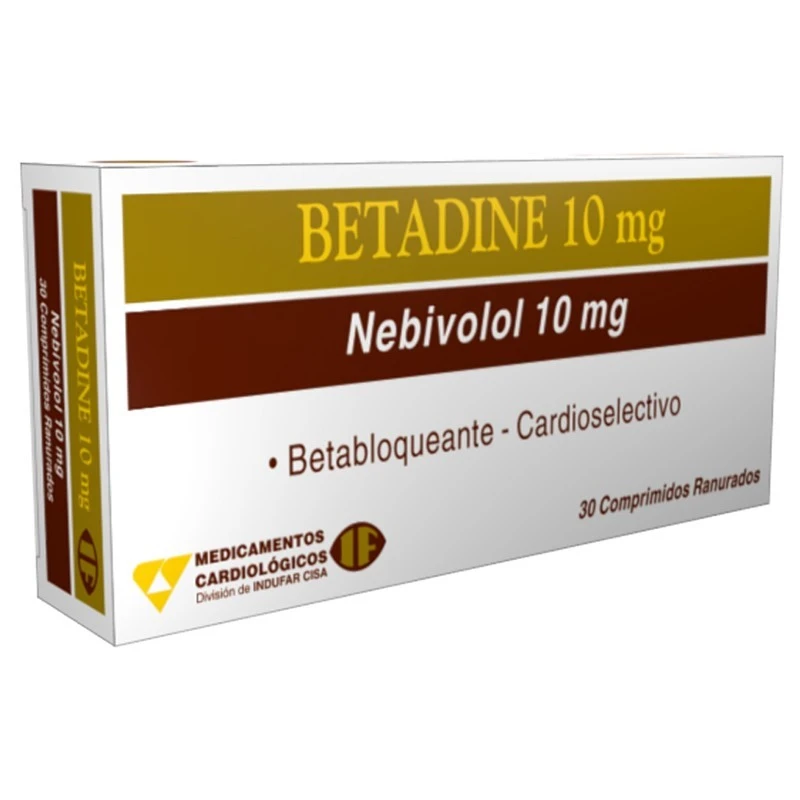 BETADINE 10 mg
Nebivolol 10 mg
• Betabloqueante - Cardioselectivo
30 Comprimidos Ranurados
MEDICAMENTOS
CARDIOLÓGICOS
División de INDUFAR CISA
IF
BETADINE 10 mg
Nebivolol 10 mg
30 Comprimidos Ranurados
IF